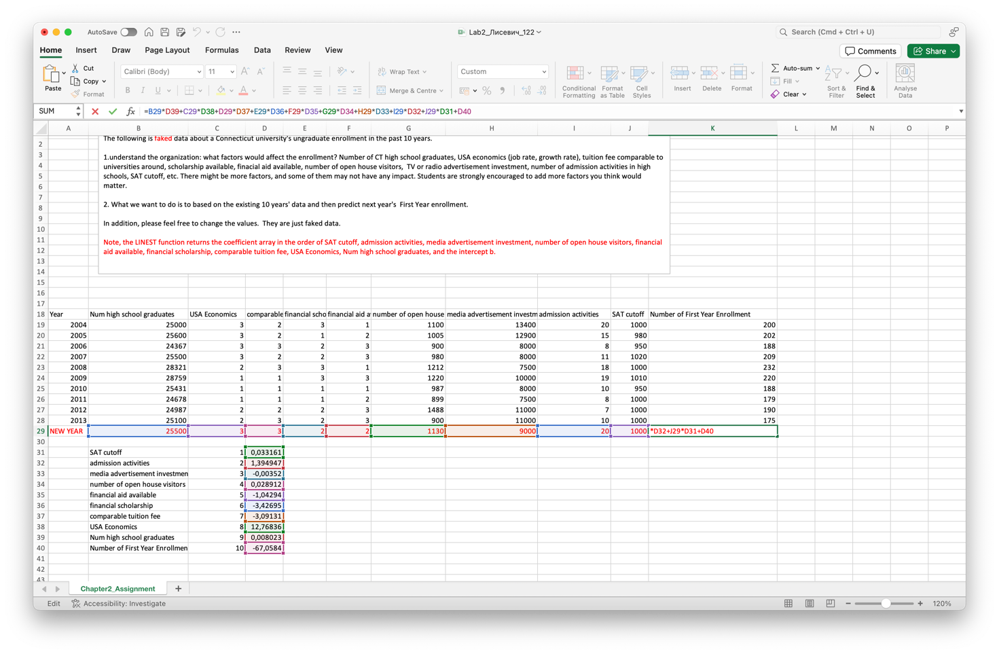 AutoSave
Lab2_Лисевич_122
Search (Cmd + Ctrl + U)
Home Insert Draw Page Layout Formulas Data Review View
Comments Share
Paste
Cut
Copy
Format
Calibri (Body) 11
B I U
Wrap Text
Merge & Centre
Custom
Conditional Formatting
Format as Table
Cell Styles
Insert Delete Format
Auto-sum
Fill
Clear
Sort & Filter
Find & Select
Analyse Data
SUM fx =B29*D39+C29*D38+D29*D37+E29*D36+F29*D35+G29*D34+H29*D33+I29*D32+J29*D31+D40
A B C D E F G H I J K L M N O P
2 The following is faked data about a Connecticut university's ungraduate enrollment in the past 10 years.
3
4
5
6
7
8
9
10
11
12
13
14
1.understand the organization: what factors would affect the enrollment? Number of CT high school graduates, USA economics (job rate, growth rate), tuition fee comparable to
universities around, scholarship available, finacial aid available, number of open house visitors, TV or radio advertisement investment, number of admission activities in high
schools, SAT cutoff, etc. There might be more factors, and some of them may not have any impact. Students are strongly encouraged to add more factors you think would
matter.
2. What we want to do is to based on the existing 10 years' data and then predict next year's First Year enrollment.
In addition, please feel free to change the values. They are just faked data.
Note, the LINEST function returns the coefficient array in the order of SAT cutoff, admission activities, media advertisement investment, number of open house visitors, financial
aid available, financial scholarship, comparable tuition fee, USA Economics, Num high school graduates, and the intercept b.
15
16
17
18 Year Num high school graduates USA Economics comparable financial scho financial aid a number of open house media advertisement investm admission activities SAT cutoff Number of First Year Enrollment
19 2004 25000 3 2 3 1 1100 13400 20 1000 200
20 2005 25600 3 2 1 2 1005 12900 15 980 202
21 2006 24367 3 3 2 3 900 8000 8 950 188
22 2007 25500 3 2 2 3 980 8000 11 1020 209
23 2008 28321 2 3 3 1 1212 7500 18 1000 232
24 2009 28759 1 1 3 3 1220 10000 19 1010 220
25 2010 25431 1 1 1 1 987 8000 10 950 188
26 2011 24678 1 1 1 2 899 7500 8 1000 179
27 2012 24987 2 2 2 3 1488 11000 7 1000 190
28 2013 25100 2 3 2 3 900 11000 10 1000 175
29 NEW YEAR 25500 3 3 2 2 1130 9000 20 1000 *D32+J29*D31+D40
30
31 SAT cutoff 1 0,033161
32 admission activities 2 1,394947
33 media advertisement investmen 3 -0,00352
34 number of open house visitors 4 0,028912
35 financial aid available 5 -1,04294
36 financial scholarship 6 -3,42695
37 comparable tuition fee 7 -3,09131
38 USA Economics 8 12,76836
39 Num high school graduates 9 0,008023
40 Number of First Year Enrollmen 10 -67,0584
41
42
43
Chapter2_Assignment
Edit Accessibility: Investigate 120%